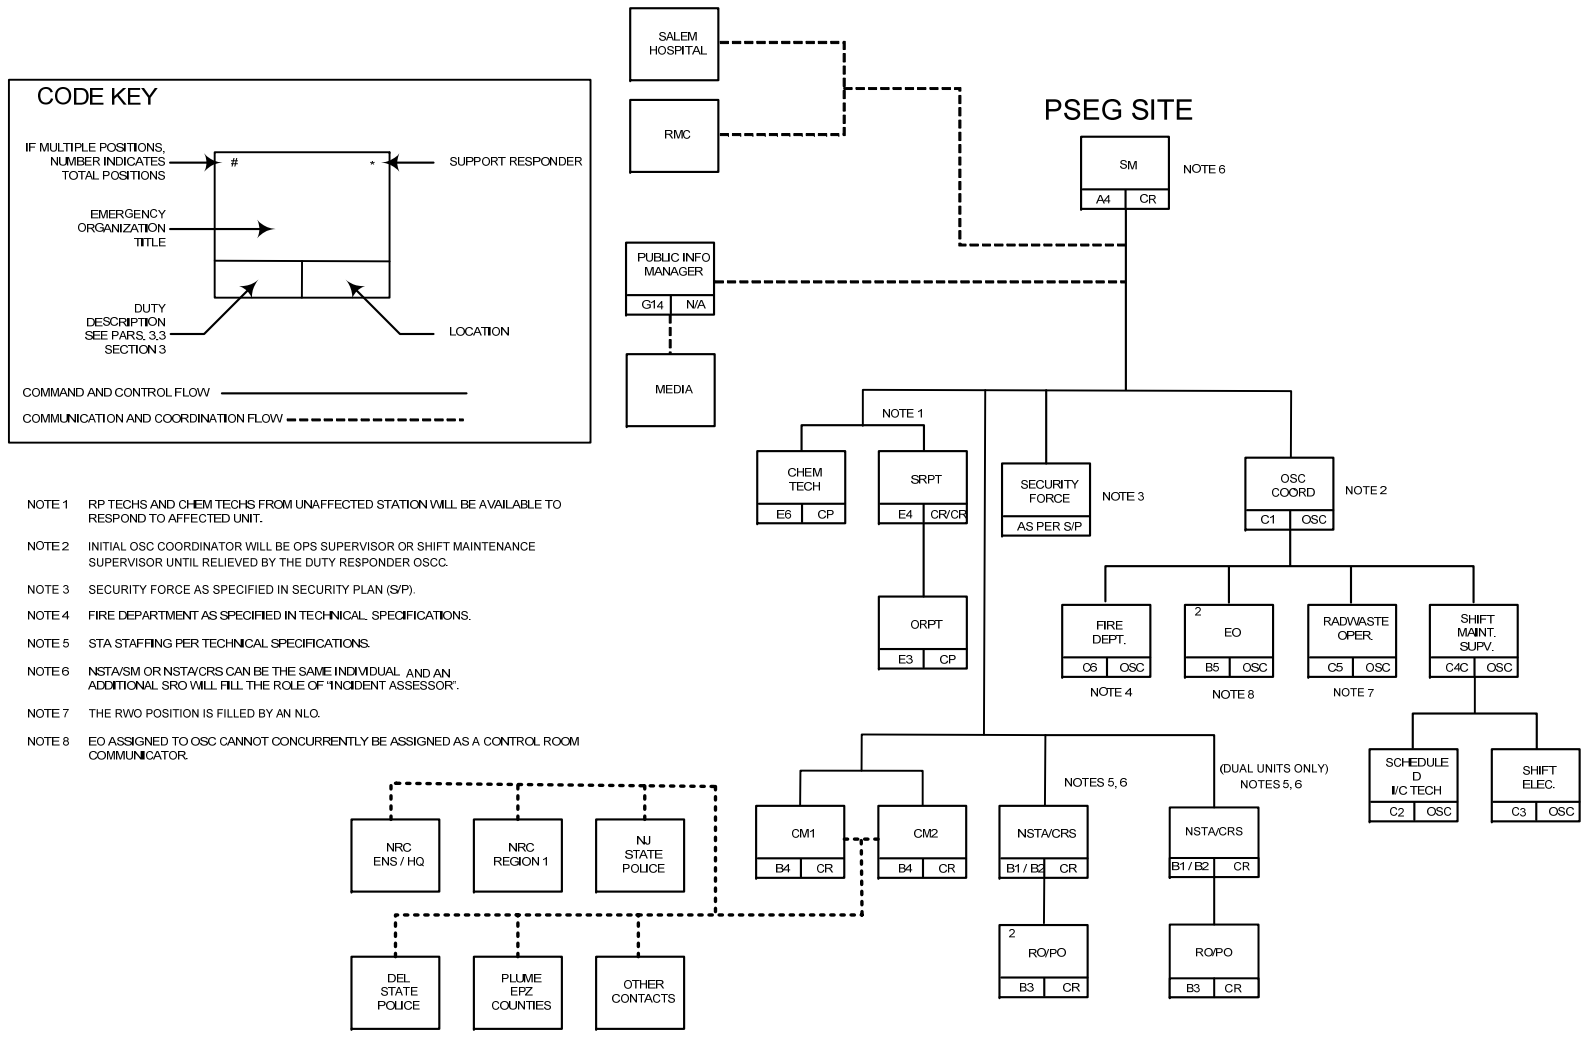 SALEM
HOSPITAL
CODE KEY
PSEG SITE
RMC
IF MULTIPLE POSITIONS,
NUMBER INDICATES
TOTAL POSITIONS
#
*
SUPPORT RESPONDER
SM
NOTE 6
A4
CR
EMERGENCY
ORGANIZATION
TITLE
PUBLIC INFO
MANAGER
G14
N/A
DUTY
DESCRIPTION
SEE PARS. 3.3
SECTION 3
LOCATION
MEDIA
COMMAND AND CONTROL FLOW
COMMUNICATION AND COORDINATION FLOW
NOTE 1
CHEM
TECH
E6
CP
SRPT
E4
CR/CR
SECURITY
FORCE
AS PER S/P
NOTE 3
OSC
COORD
C1
OSC
NOTE 2
NOTE 1 RP TECHS AND CHEM TECHS FROM UNAFFECTED STATION WILL BE AVAILABLE TO
RESPOND TO AFFECTED UNIT.
NOTE 2 INITIAL OSC COORDINATOR WILL BE OPS SUPERVISOR OR SHIFT MAINTENANCE
SUPERVISOR UNTIL RELIEVED BY THE DUTY RESPONDER OSCC.
NOTE 3 SECURITY FORCE AS SPECIFIED IN SECURITY PLAN (S/P).
NOTE 4 FIRE DEPARTMENT AS SPECIFIED IN TECHNICAL SPECIFICATIONS.
NOTE 5 STA STAFFING PER TECHNICAL SPECIFICATIONS.
NOTE 6 NSTA/SM OR NSTA/CRS CAN BE THE SAME INDIVIDUAL AND AN
ADDITIONAL SRO WILL FILL THE ROLE OF "INCIDENT ASSESSOR".
NOTE 7 THE RWO POSITION IS FILLED BY AN NLO.
NOTE 8 EO ASSIGNED TO OSC CANNOT CONCURRENTLY BE ASSIGNED AS A CONTROL ROOM
COMMUNICATOR.
ORPT
E3
CP
FIRE
DEPT.
C6
OSC
NOTE 4
2
EO
B5
OSC
NOTE 8
RADWASTE
OPER.
C5
OSC
NOTE 7
SHIFT
MAINT.
SUPV.
C4C
OSC
SCHEDULE
D
I/C TECH
C2
OSC
SHIFT
ELEC.
C3
OSC
NOTES 5, 6
(DUAL UNITS ONLY)
NOTES 5, 6
NRC
ENS / HQ
NRC
REGION 1
NJ
STATE
POLICE
CM1
B4
CR
CM2
B4
CR
NSTA/CRS
B1 / B2
CR
NSTA/CRS
B1 / B2
CR
DEL
STATE
POLICE
PLUME
EPZ
COUNTIES
OTHER
CONTACTS
2
RO/PO
B3
CR
RO/PO
B3
CR